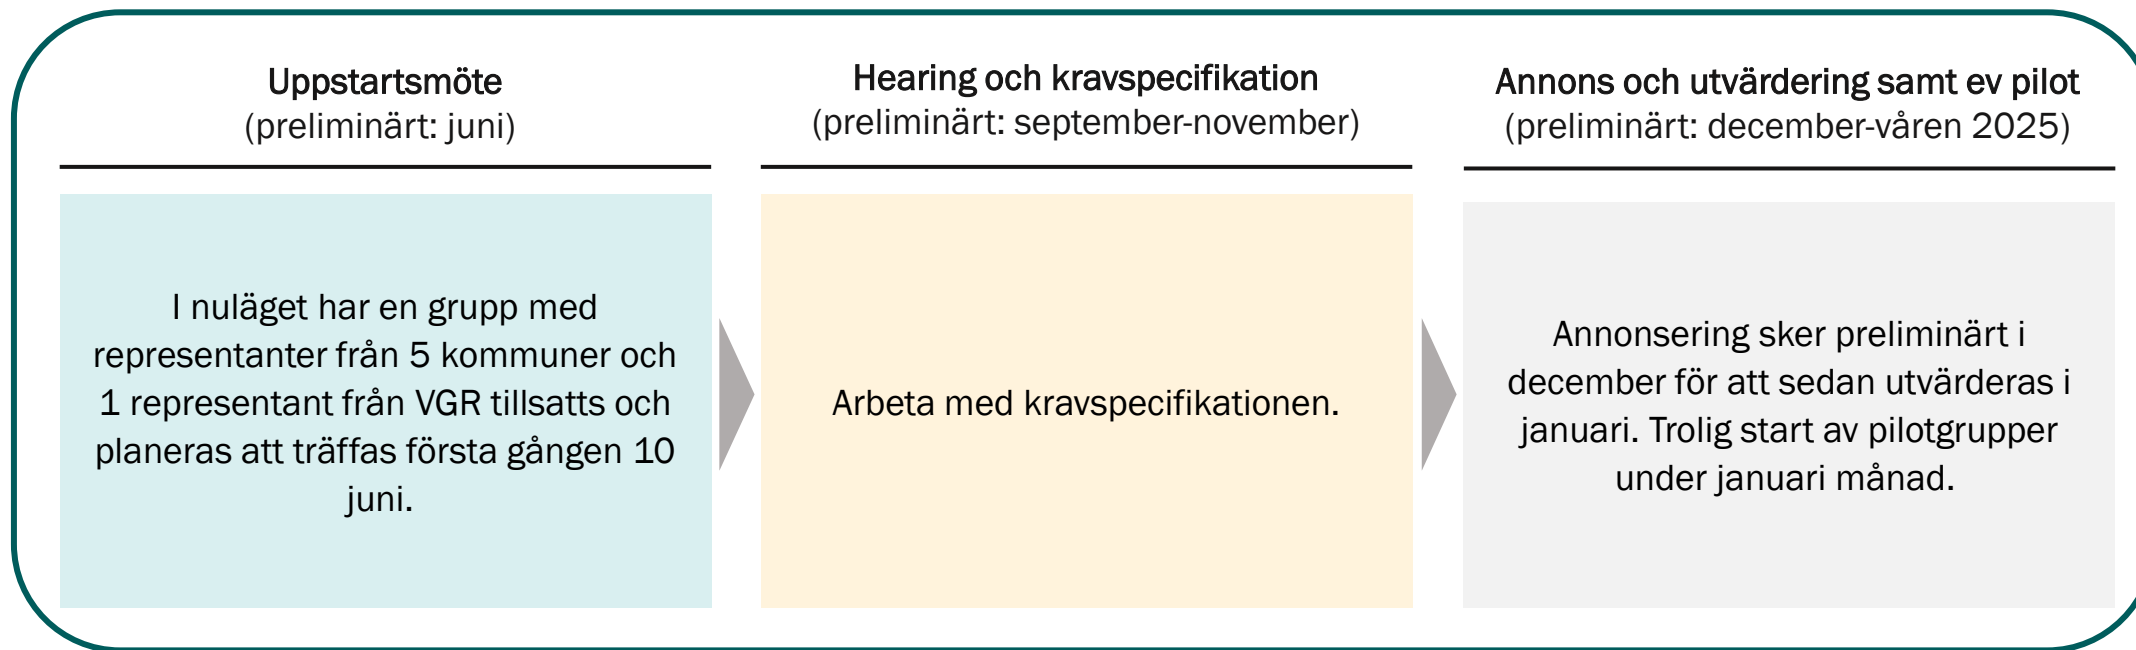 Uppstartsmöte
(preliminärt: juni)
I nuläget har en grupp med
representanter från 5 kommuner och
1 representant från VGR tillsatts och
planeras att träffas första gången 10
juni.
Hearing och kravspecifikation
(preliminärt: september-november)
Arbeta med kravspecifikationen.
Annons och utvärdering samt ev pilot
(preliminärt: december-våren 2025)
Annonsering sker preliminärt i
december för att sedan utvärderas i
januari. Trolig start av pilotgrupper
under januari månad.